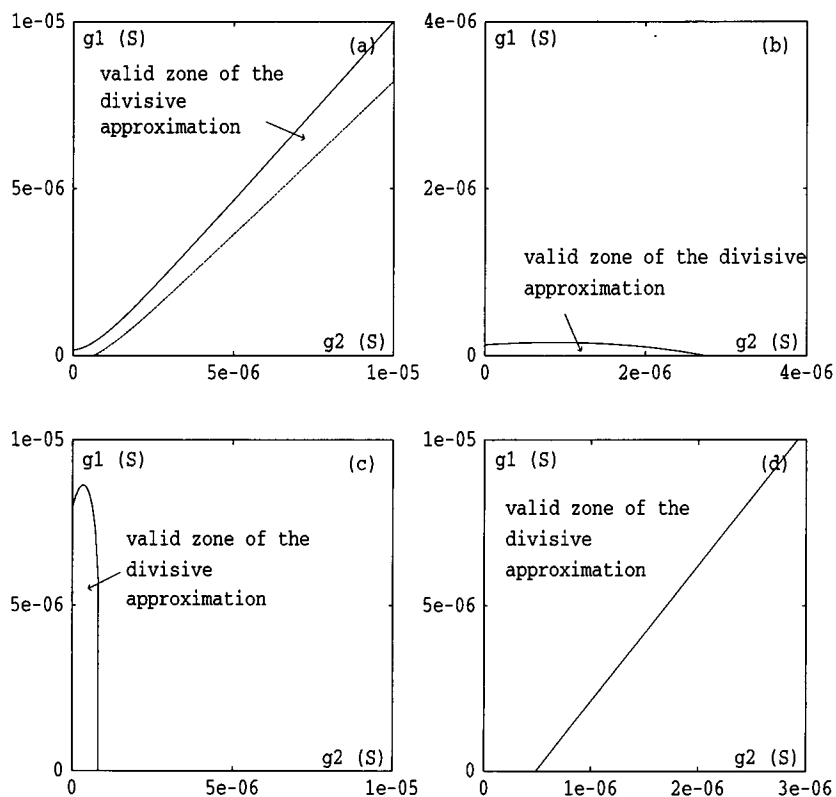 1e-05
g1 (S)
(a)
valid zone of the
divisive
approximation
5e-06
0
g2 (S)
0
5e-06
1e-05
4e-06
g1 (S)
(b)
2e-06
valid zone of the divisive
approximation
0
g2 (S)
0
2e-06
4e-06
1e-05
g1 (S)
(c)
valid zone of the
divisive
approximation
5e-06
0
g2 (S)
0
5e-06
1e-05
1e-05
g1 (S)
(d)
valid zone of the
divisive
approximation
5e-06
0
g2 (S)
0
1e-06
2e-06
3e-06